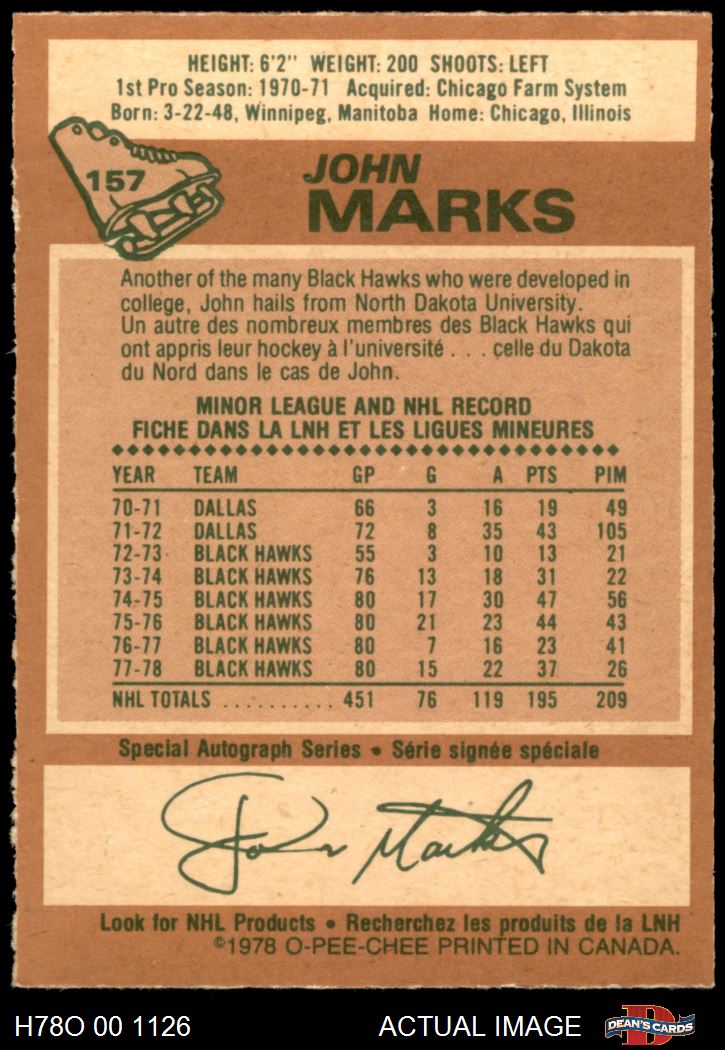 HEIGHT: 6'2" WEIGHT: 200 SHOOTS: LEFT
1st Pro Season: 1970-71 Acquired: Chicago Farm System
Born: 3-22-48, Winnipeg, Manitoba Home: Chicago, Illinois
157
JOHN
MARKS
Another of the many Black Hawks who were developed in
college, John hails from North Dakota University.
Un autre des nombreux membres des Black Hawks qui
ont appris leur hockey à l'université . . . celle du Dakota
du Nord dans le cas de John.
MINOR LEAGUE AND NHL RECORD
FICHE DANS LA LNH ET LES LIGUES MINEURES
YEAR TEAM GP G A PTS PIM
70-71 DALLAS 66 3 16 19 49
71-72 DALLAS 72 8 35 43 105
72-73 BLACK HAWKS 55 3 10 13 21
73-74 BLACK HAWKS 76 13 18 31 22
74-75 BLACK HAWKS 80 17 30 47 56
75-76 BLACK HAWKS 80 21 23 44 43
76-77 BLACK HAWKS 80 7 16 23 41
77-78 BLACK HAWKS 80 15 22 37 26
NHL TOTALS .......... 451 76 119 195 209
Special Autograph Series • Série signée spéciale
John Marks
Look for NHL Products • Recherchez les produits de la LNH
©1978 O-PEE-CHEE PRINTED IN CANADA.
H78O 00 1126 ACTUAL IMAGE DEAN'S CARDS